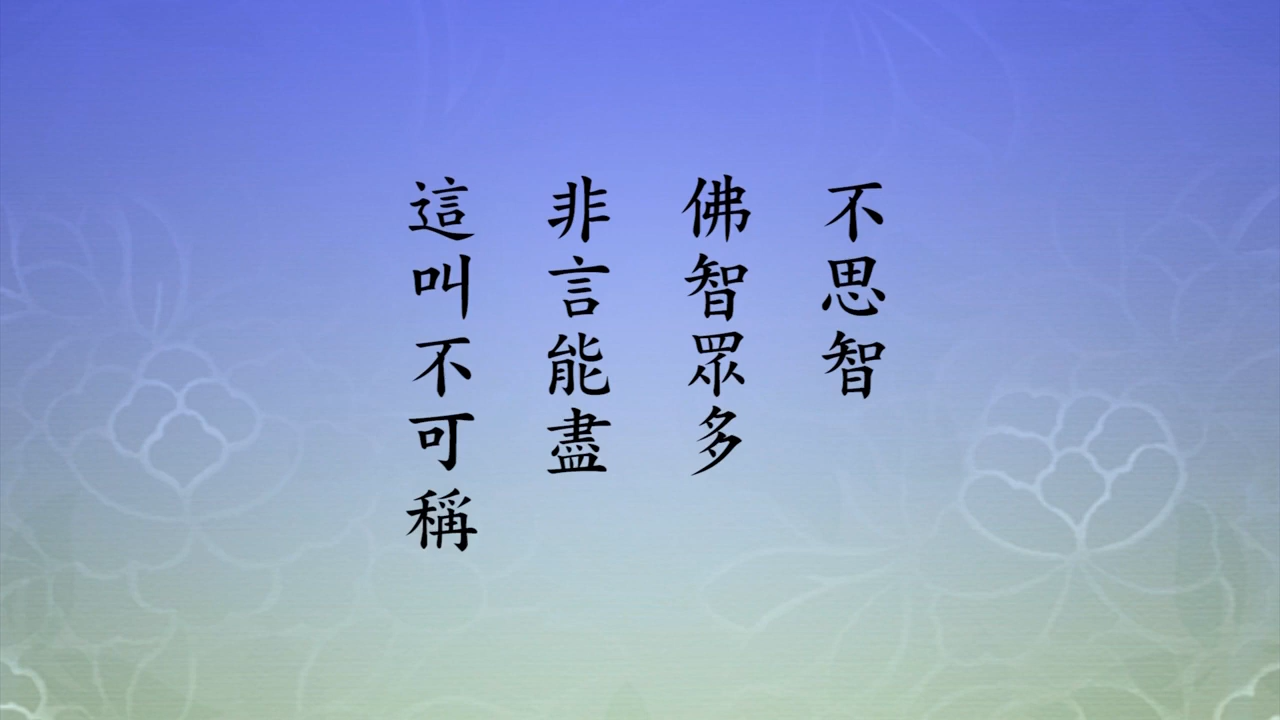 不思智
佛智眾多
非言能盡
這叫不可稱